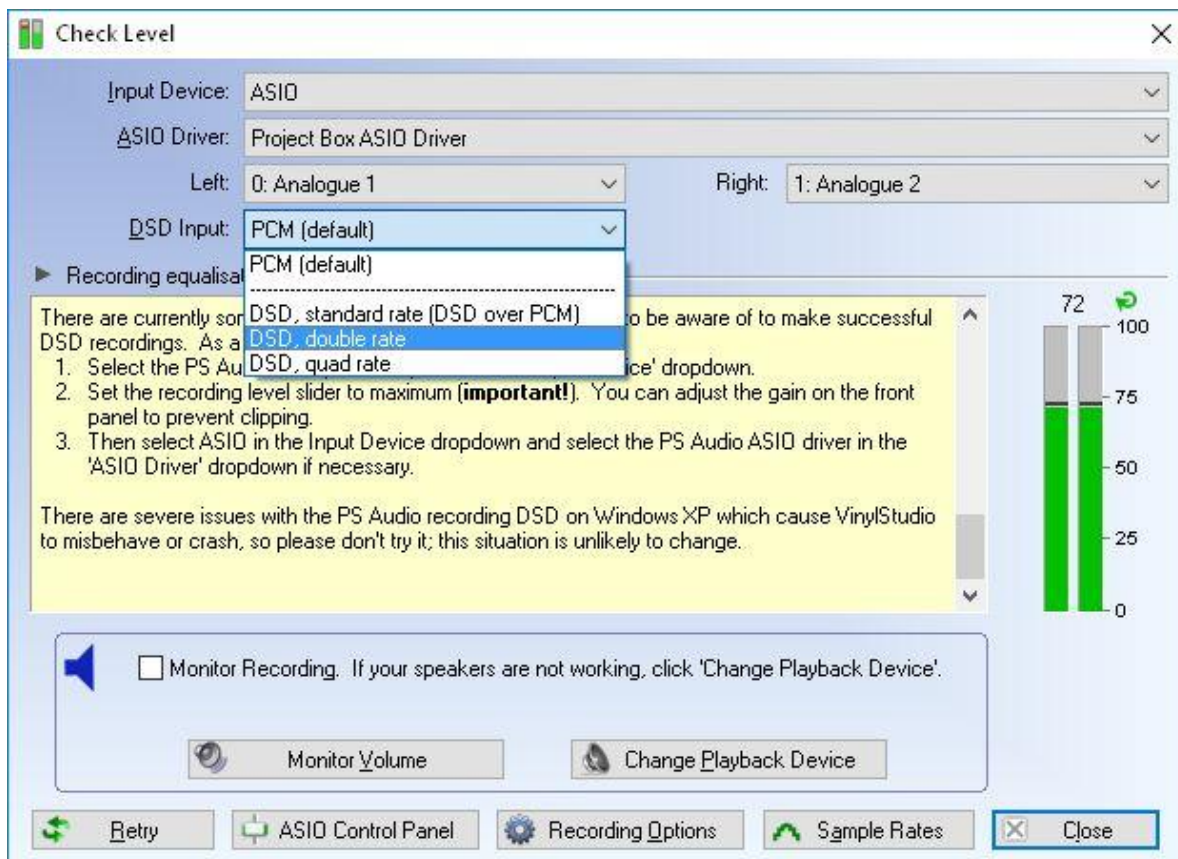 Check Level
Input Device: ASIO
ASIO Driver: Project Box ASIO Driver
Left: 0: Analogue 1 Right: 1: Analogue 2
DSD Input: PCM (default)
PCM (default)
Recording equalisa
DSD, standard rate (DSD over PCM)
DSD, double rate
DSD, quad rate
There are currently so o be aware of to make successful
DSD recordings. As a
1. Select the PS Au ice' dropdown.
2. Set the recording level slider to maximum (important!). You can adjust the gain on the front
panel to prevent clipping.
3. Then select ASIO in the Input Device dropdown and select the PS Audio ASIO driver in the
'ASIO Driver' dropdown if necessary.
There are severe issues with the PS Audio recording DSD on Windows XP which cause VinylStudio
to misbehave or crash, so please don't try it; this situation is unlikely to change.
72
100
75
50
25
0
Monitor Recording. If your speakers are not working, click 'Change Playback Device'.
Monitor Volume Change Playback Device
Retry ASIO Control Panel Recording Options Sample Rates Close